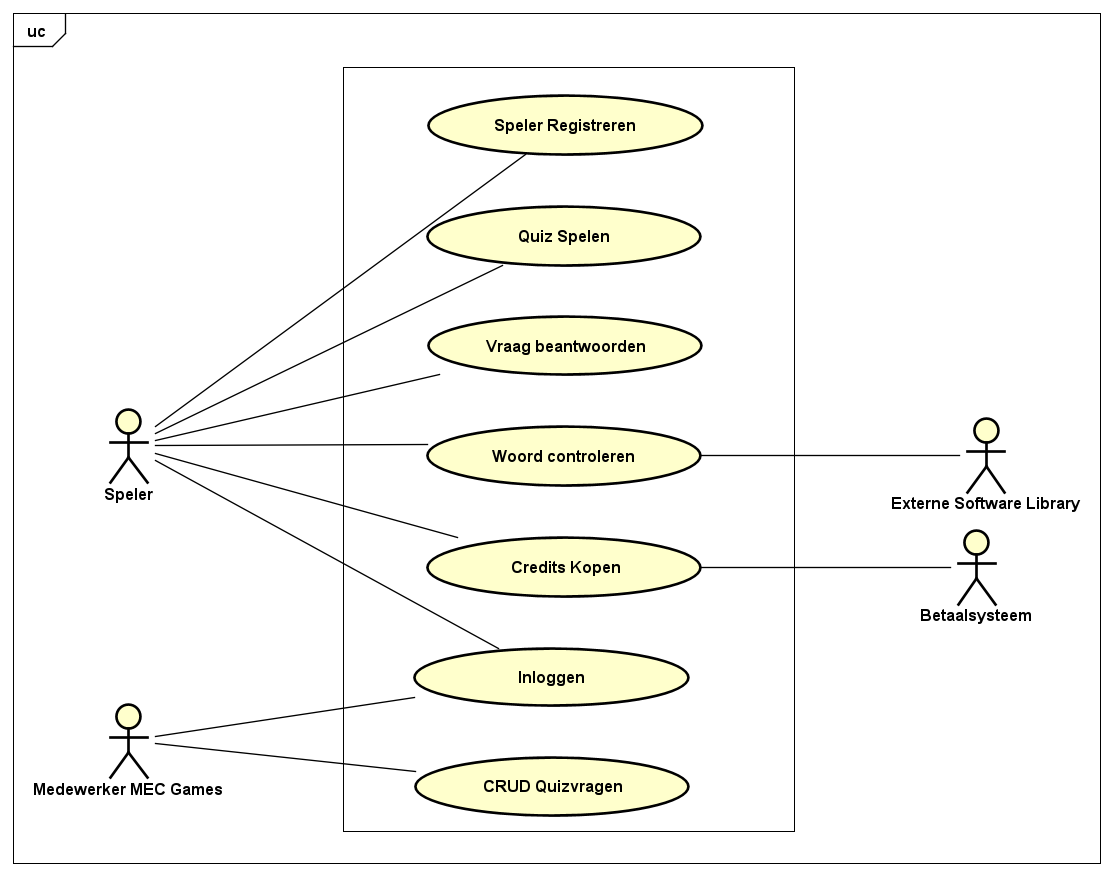 uc
Speler Registreren
Quiz Spelen
Vraag beantwoorden
Woord controleren
Credits Kopen
Inloggen
CRUD Quizvragen
Speler
Medewerker MEC Games
Externe Software Library
Betaalsysteem